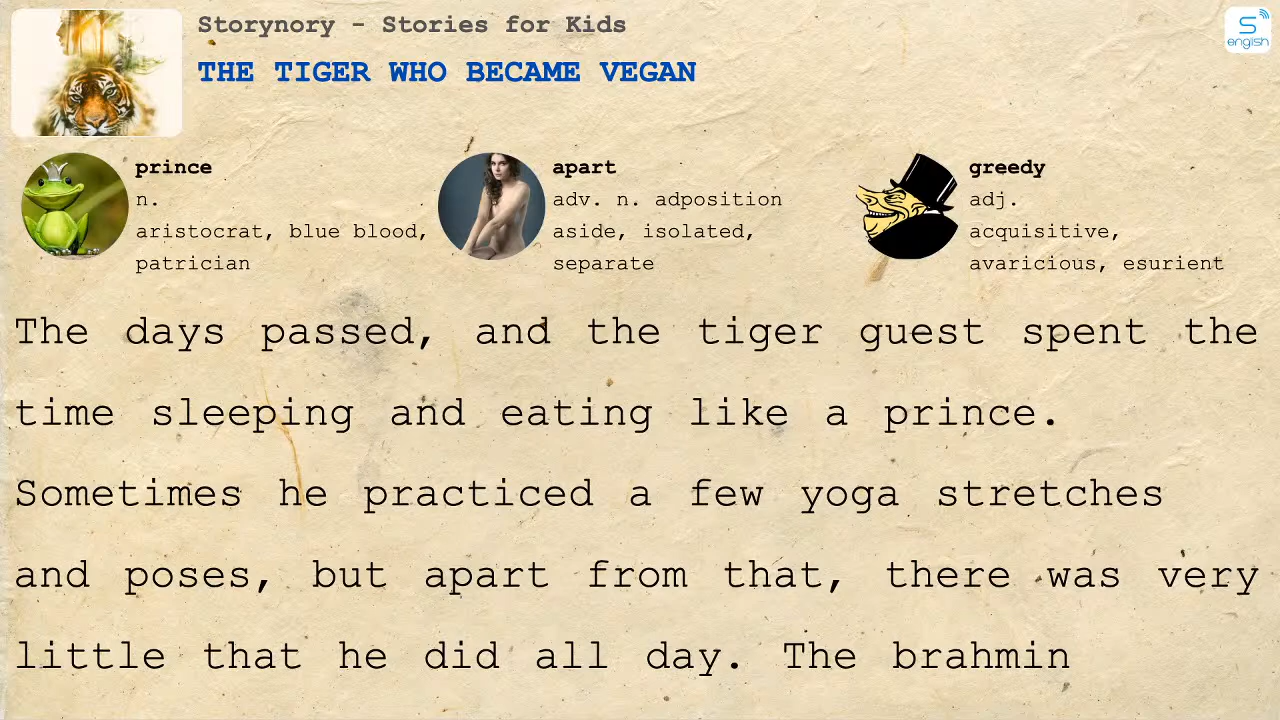 Storynory - Stories for Kids
THE TIGER WHO BECAME VEGAN
S
english
prince
n.
aristocrat, blue blood,
patrician
apart
adv. n. adposition
aside, isolated,
separate
greedy
adj.
acquisitive,
avaricious, esurient
The days passed, and the tiger guest spent the
time sleeping and eating like a prince.
Sometimes he practiced a few yoga stretches
and poses, but apart from that, there was very
little that he did all day. The brahmin